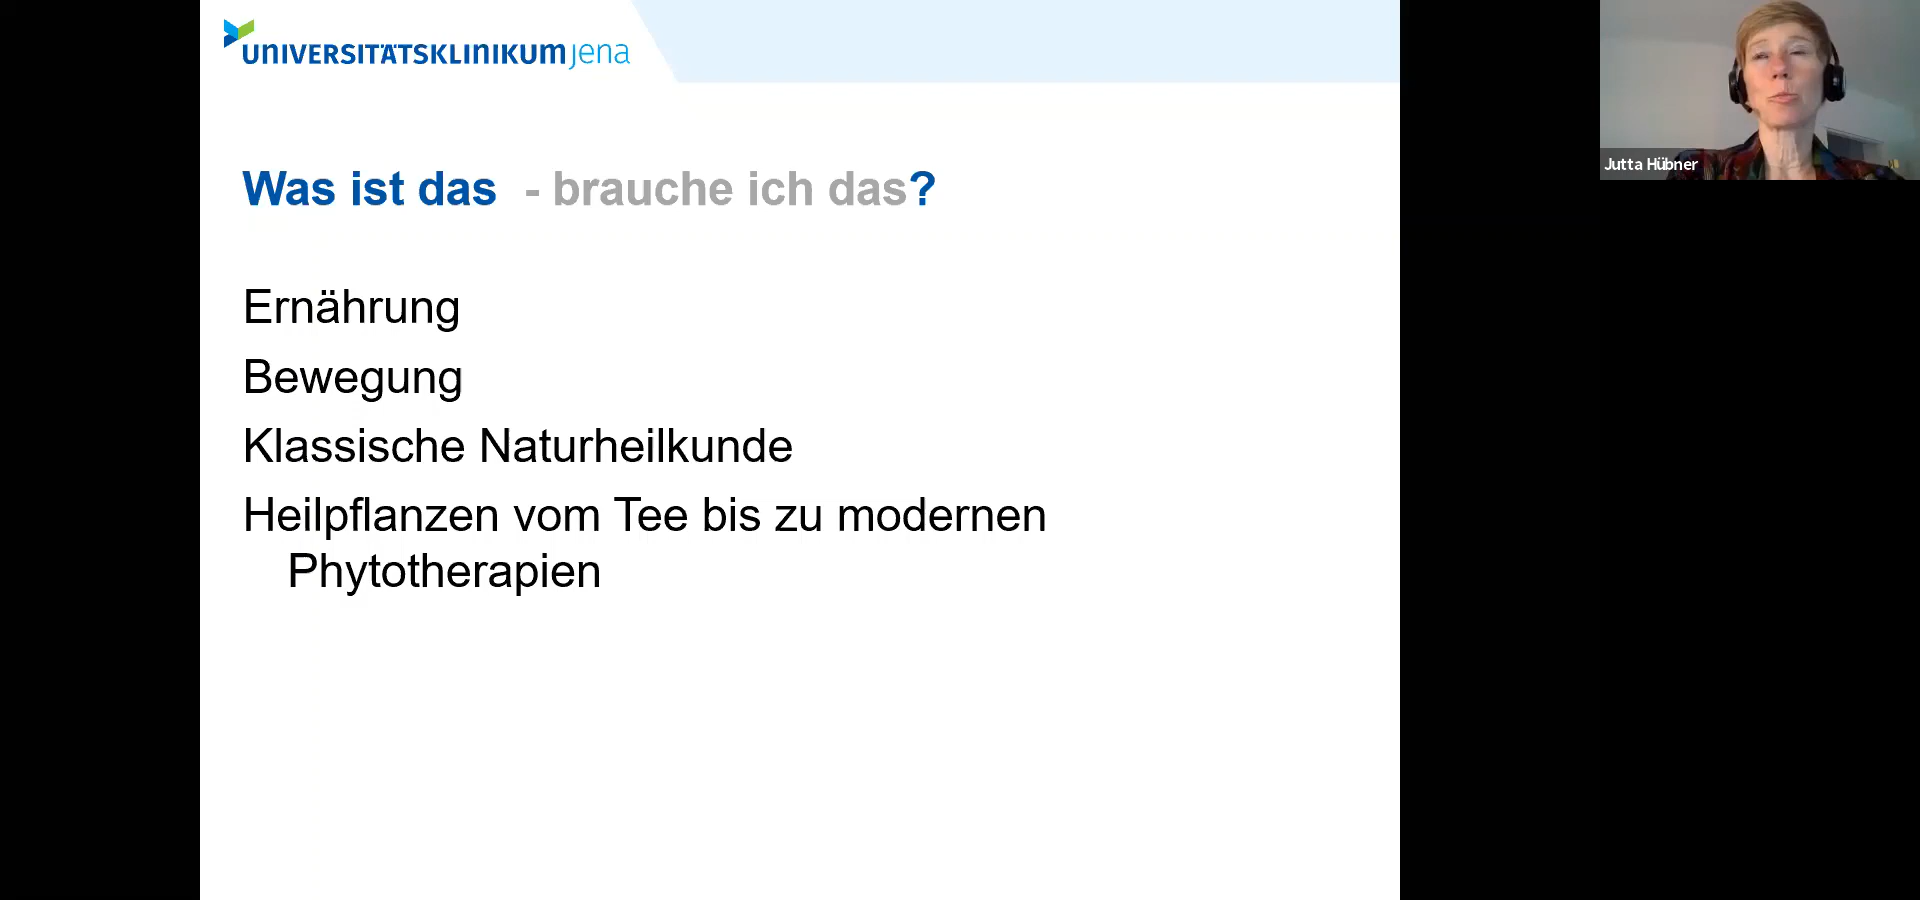 UNIVERSITÄTSKLINIKUM jena
Jutta Hübner
Was ist das - brauche ich das?
Ernährung
Bewegung
Klassische Naturheilkunde
Heilpflanzen vom Tee bis zu modernen
Phytotherapien